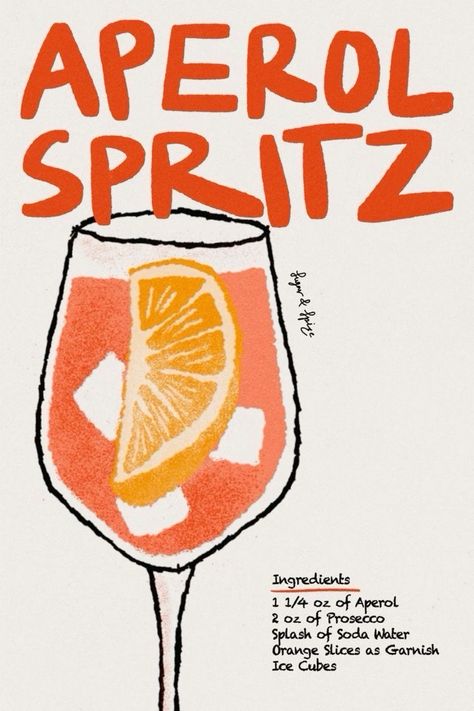 APEROL
SPRITZ
Ingredients
1 1/4 oz of Aperol
2 oz of Prosecco
Splash of Soda Water
Orange Slices as Garnish
Ice Cubes